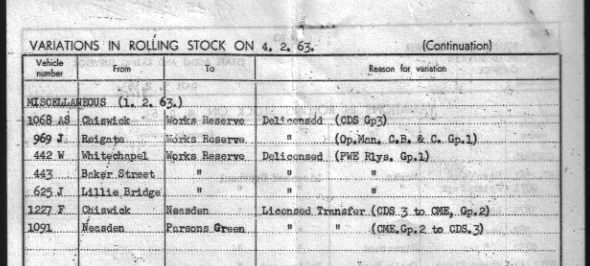 VARIATIONS IN ROLLING STOCK ON 4. 2. 63. (Continuation)
Vehicle number From To Reason for variation
MISCELLANEOUS (1. 2. 63.)
1068 AS Chiswick Works Reserve Delicensed (CDS Gp3)
969 J Reigate Works Reserve " (Op.Man. C.B. & C. Gp.1)
442 W Whitechapel Works Reserve Delicensed (PWE Rlys. Gp.1)
443 Baker Street " " "
625 J Lillie Bridge " " "
1227 F Chiswick Neasden Licensed Transfer (CDS 3 to CME, Gp.2)
1091 Neasden Parsons Green " " (CME.Gp.2 to CDS.3)